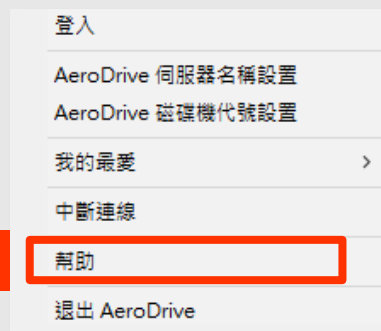 登入
AeroDrive 伺服器名稱設置
AeroDrive 磁碟機代號設置
我的最愛
中斷連線
幫助
退出 AeroDrive